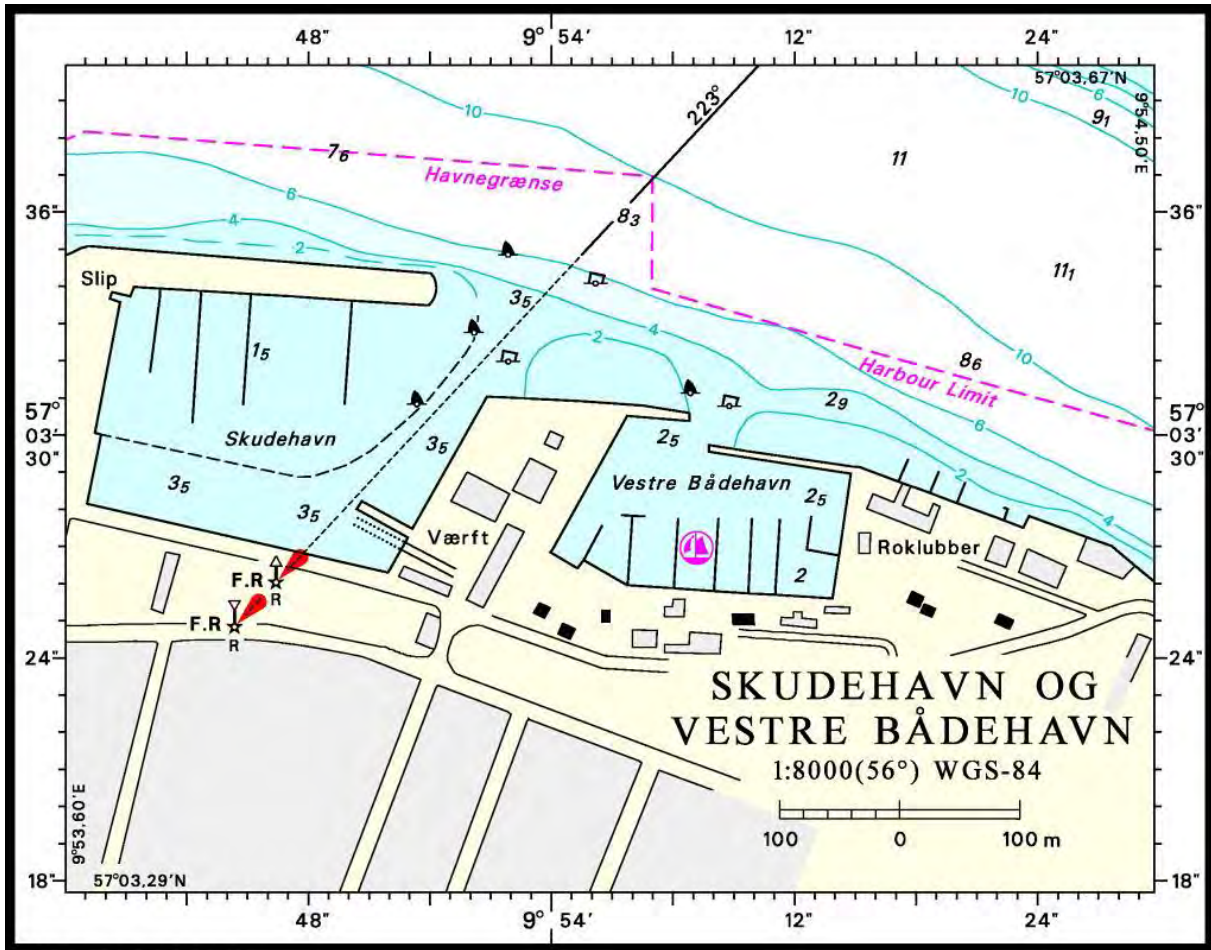 48" 9° 54' 12" 24"
57°03,67'N
9°54,50'E
10
223°
10
6
9₁
7₆
11
Havnegrænse
6
36"
8₃
36"
4
2
Slip
3₅
11₁
1₅
2
4
10
8₆
Harbour Limit
57°
03'
30"
2₉
57°
03'
30"
Skudehavn
3₅
2₅
6
3₅
Vestre Bådehavn
2₅
2
3₅
1
4
Værft
Roklubber
F.R
R
2
F.R
R
24"
24"
SKUDEHAVN OG
VESTRE BÅDEHAVN
1:8000(56°) WGS-84
100 0 100 m
9°53,60'E
57°03,29'N
18"
18"
48" 9° 54' 12" 24"